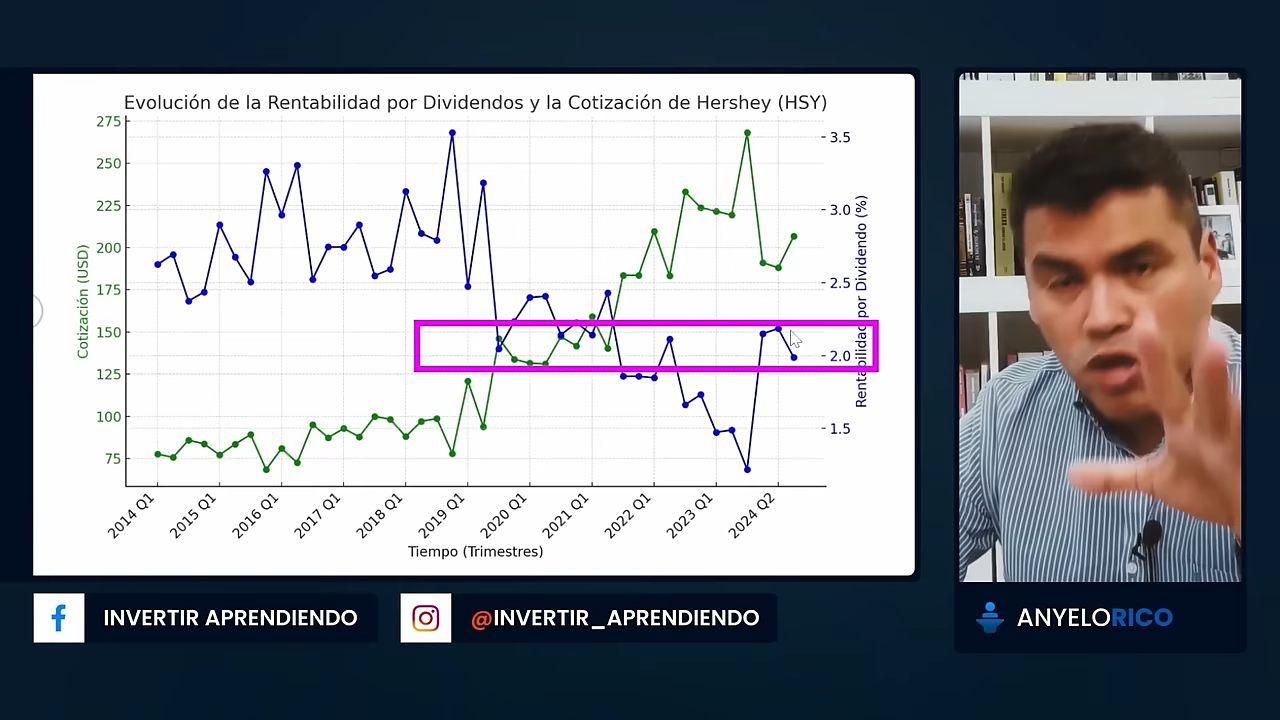 Evolución de la Rentabilidad por Dividendos y la Cotización de Hershey (HSY)
275
250
225
200
175
150
125
100
75
Cotización (USD)
3.5
3.0
2.5
2.0
1.5
Rentabilidad por Dividendo (%)
2014 Q1
2015 Q1
2016 Q1
2017 Q1
2018 Q1
2019 Q1
2020 Q1
2021 Q1
2022 Q1
2023 Q1
2024 Q2
Tiempo (Trimestres)
INVERTIR APRENDIENDO
@INVERTIR_APRENDIENDO
ANYELORICO